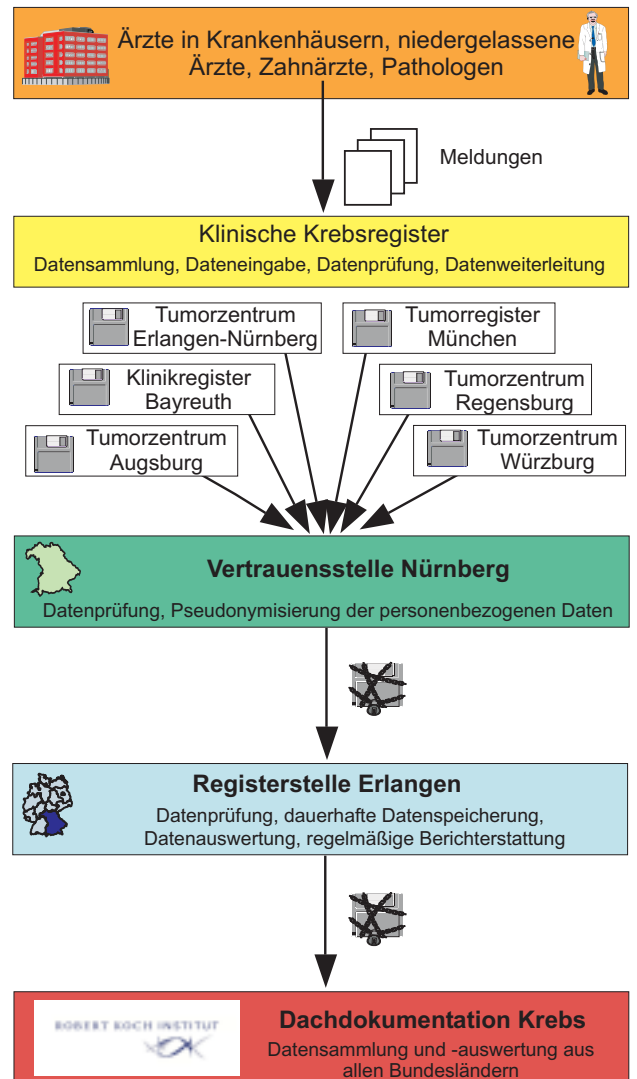 Ärzte in Krankenhäusern, niedergelassene
Ärzte, Zahnärzte, Pathologen
Meldungen
Klinische Krebsregister
Datensammlung, Dateneingabe, Datenprüfung, Datenweiterleitung
Tumorzentrum
Erlangen-Nürnberg
Tumorregister
München
Klinikregister
Bayreuth
Tumorzentrum
Regensburg
Tumorzentrum
Augsburg
Tumorzentrum
Würzburg
Vertrauensstelle Nürnberg
Datenprüfung, Pseudonymisierung der personenbezogenen Daten
Registerstelle Erlangen
Datenprüfung, dauerhafte Datenspeicherung,
Datenauswertung, regelmäßige Berichterstattung
ROBERT KOCH INSTITUT
Dachdokumentation Krebs
Datensammlung und -auswertung aus
allen Bundesländern